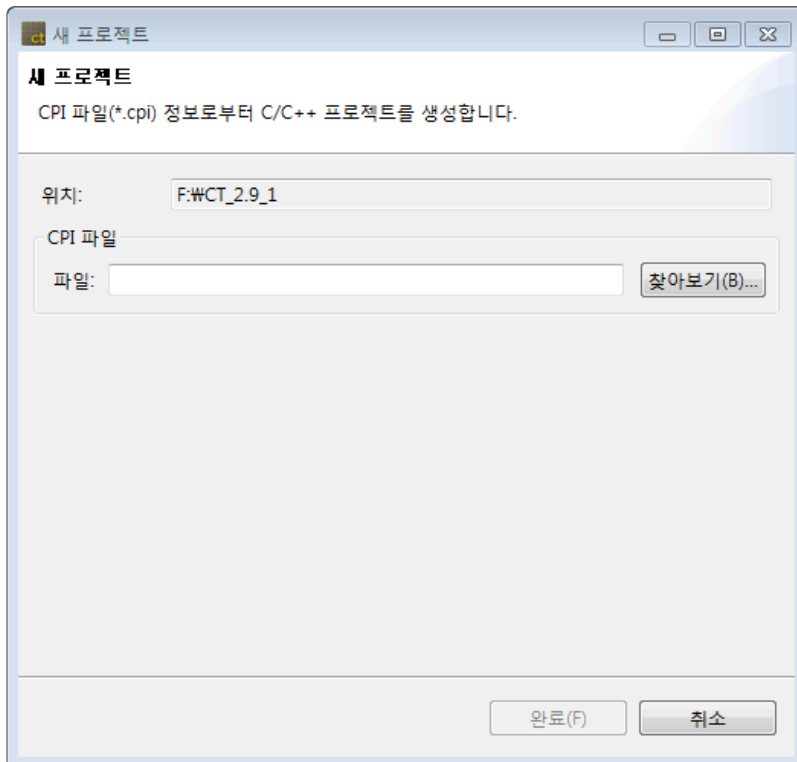 ct 새 프로젝트
새 프로젝트
CPI 파일(*.cpi) 정보로부터 C/C++ 프로젝트를 생성합니다.
위치: F:₩CT_2.9_1
CPI 파일
파일: 찾아보기(B)...
완료(F) 취소